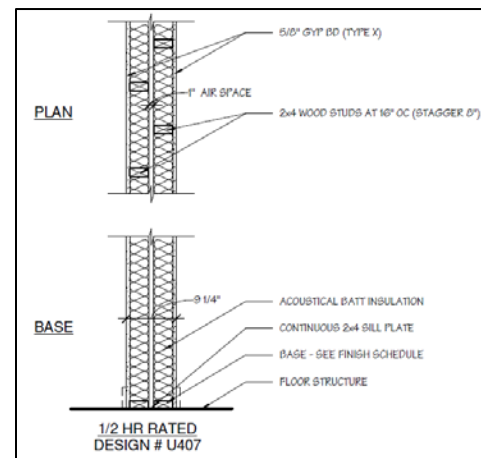 5/8" GYP BD (TYPE X)
1" AIR SPACE
PLAN
2x4 WOOD STUDS AT 16" OC (STAGGER 8")
9 1/4"
ACOUSTICAL BATT INSULATION
CONTINUOUS 2x4 SILL PLATE
BASE
BASE - SEE FINISH SCHEDULE
FLOOR STRUCTURE
1/2 HR RATED
DESIGN # U407